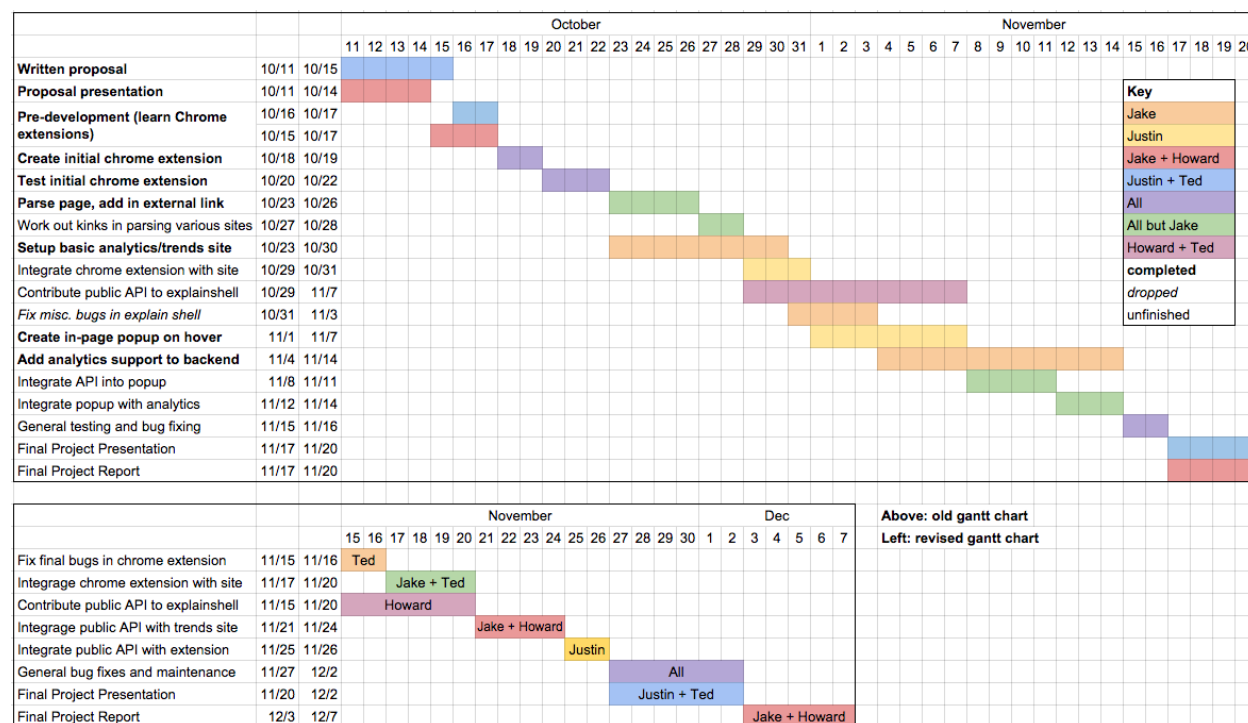 October November
11 12 13 14 15 16 17 18 19 20 21 22 23 24 25 26 27 28 29 30 31 1 2 3 4 5 6 7 8 9 10 11 12 13 14 15 16 17 18 19 20
Written proposal 10/11 10/15
Proposal presentation 10/11 10/14
Pre-development (learn Chrome extensions) 10/16 10/17
10/15 10/17
Create initial chrome extension 10/18 10/19
Test initial chrome extension 10/20 10/22
Parse page, add in external link 10/23 10/26
Work out kinks in parsing various sites 10/27 10/28
Setup basic analytics/trends site 10/23 10/30
Integrate chrome extension with site 10/29 10/31
Contribute public API to explainshell 10/29 11/7
Fix misc. bugs in explain shell 10/31 11/3
Create in-page popup on hover 11/1 11/7
Add analytics support to backend 11/4 11/14
Integrate API into popup 11/8 11/11
Integrate popup with analytics 11/12 11/14
General testing and bug fixing 11/15 11/16
Final Project Presentation 11/17 11/20
Final Project Report 11/17 11/20
Key
Jake
Justin
Jake + Howard
Justin + Ted
All
All but Jake
Howard + Ted
completed
dropped
unfinished
November Dec
15 16 17 18 19 20 21 22 23 24 25 26 27 28 29 30 1 2 3 4 5 6 7
Fix final bugs in chrome extension 11/15 11/16 Ted
Integrage chrome extension with site 11/17 11/20 Jake + Ted
Contribute public API to explainshell 11/15 11/20 Howard
Integrage public API with trends site 11/21 11/24 Jake + Howard
Integrate public API with extension 11/25 11/26 Justin
General bug fixes and maintenance 11/27 12/2 All
Final Project Presentation 11/20 12/2 Justin + Ted
Final Project Report 12/3 12/7 Jake + Howard
Above: old gantt chart
Left: revised gantt chart